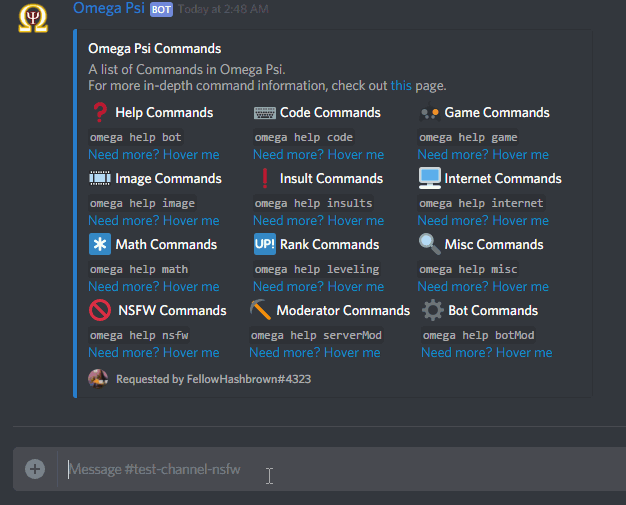 Omega Psi BOT Today at 2:48 AM
Omega Psi Commands
A list of Commands in Omega Psi.
For more in-depth command information, check out this page.
Help Commands Code Commands Game Commands
omega help bot omega help code omega help game
Need more? Hover me Need more? Hover me Need more? Hover me
Image Commands Insult Commands Internet Commands
omega help image omega help insults omega help internet
Need more? Hover me Need more? Hover me Need more? Hover me
Math Commands UP! Rank Commands Misc Commands
omega help math omega help leveling omega help misc
Need more? Hover me Need more? Hover me Need more? Hover me
NSFW Commands Moderator Commands Bot Commands
omega help nsfw omega help serverMod omega help botMod
Need more? Hover me Need more? Hover me Need more? Hover me
Requested by FellowHashbrown#4323
Message #test-channel-nsfw